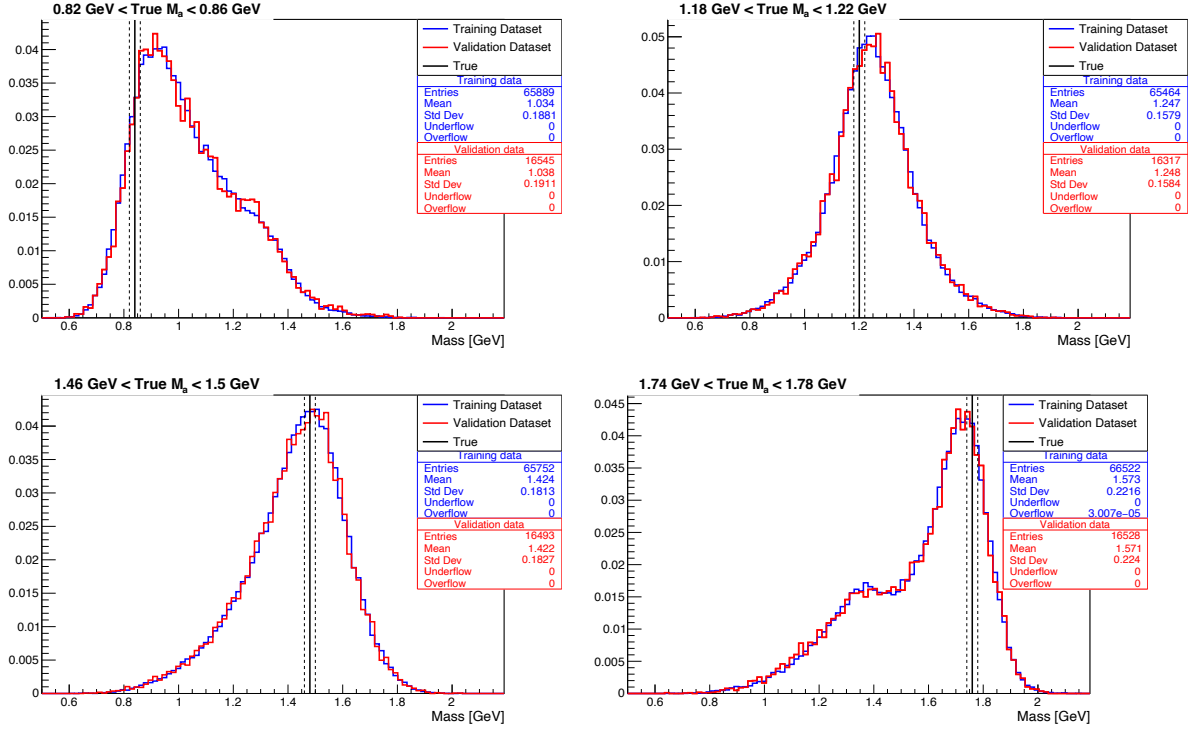 0.82 GeV < True Ma < 0.86 GeV
Training Dataset
Validation Dataset
True
Training data
Entries 65889
Mean 1.034
Std Dev 0.1881
Underflow 0
Overflow 0
Validation data
Entries 16545
Mean 1.038
Std Dev 0.1911
Underflow 0
Overflow 0
0.04
0.035
0.03
0.025
0.02
0.015
0.01
0.005
0
0.6 0.8 1 1.2 1.4 1.6 1.8 2
Mass [GeV]
1.18 GeV < True Ma < 1.22 GeV
Training Dataset
Validation Dataset
True
Training data
Entries 65464
Mean 1.247
Std Dev 0.1579
Underflow 0
Overflow 0
Validation data
Entries 16317
Mean 1.248
Std Dev 0.1584
Underflow 0
Overflow 0
0.05
0.04
0.03
0.02
0.01
0
0.6 0.8 1 1.2 1.4 1.6 1.8 2
Mass [GeV]
1.46 GeV < True Ma < 1.5 GeV
Training Dataset
Validation Dataset
True
Training data
Entries 65752
Mean 1.424
Std Dev 0.1813
Underflow 0
Overflow 0
Validation data
Entries 16493
Mean 1.422
Std Dev 0.1827
Underflow 0
Overflow 0
0.04
0.035
0.03
0.025
0.02
0.015
0.01
0.005
0
0.6 0.8 1 1.2 1.4 1.6 1.8 2
Mass [GeV]
1.74 GeV < True Ma < 1.78 GeV
Training Dataset
Validation Dataset
True
Training data
Entries 66522
Mean 1.573
Std Dev 0.2216
Underflow 0
Overflow 3.007e-05
Validation data
Entries 16528
Mean 1.571
Std Dev 0.224
Underflow 0
Overflow 0
0.045
0.04
0.035
0.03
0.025
0.02
0.015
0.01
0.005
0
0.6 0.8 1 1.2 1.4 1.6 1.8 2
Mass [GeV]